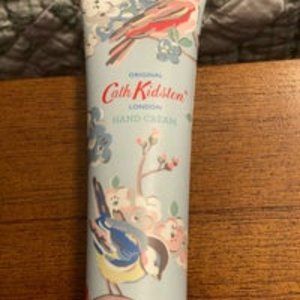 ORIGINAL
Cath Kidston
LONDON
HAND CREAM